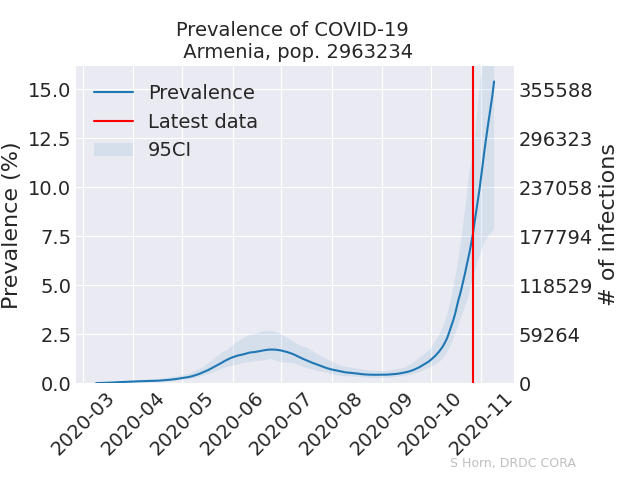 Prevalence of COVID-19
Armenia, pop. 2963234
Prevalence
Latest data
95CI
Prevalence (%)
15.0
12.5
10.0
7.5
5.0
2.5
0.0
355588
296323
237058
177794
118529
59264
0
# of infections
2020-03
2020-04
2020-05
2020-06
2020-07
2020-08
2020-09
2020-10
2020-11
S Horn, DRDC CORA